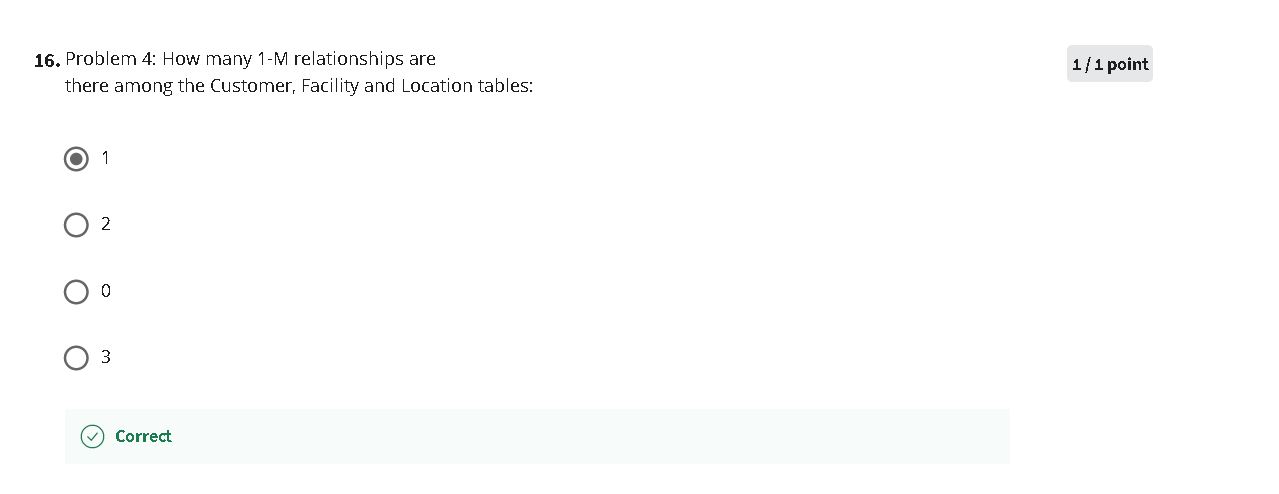 16. Problem 4: How many 1-M relationships are
there among the Customer, Facility and Location tables:
1 / 1 point
1
2
0
3
Correct